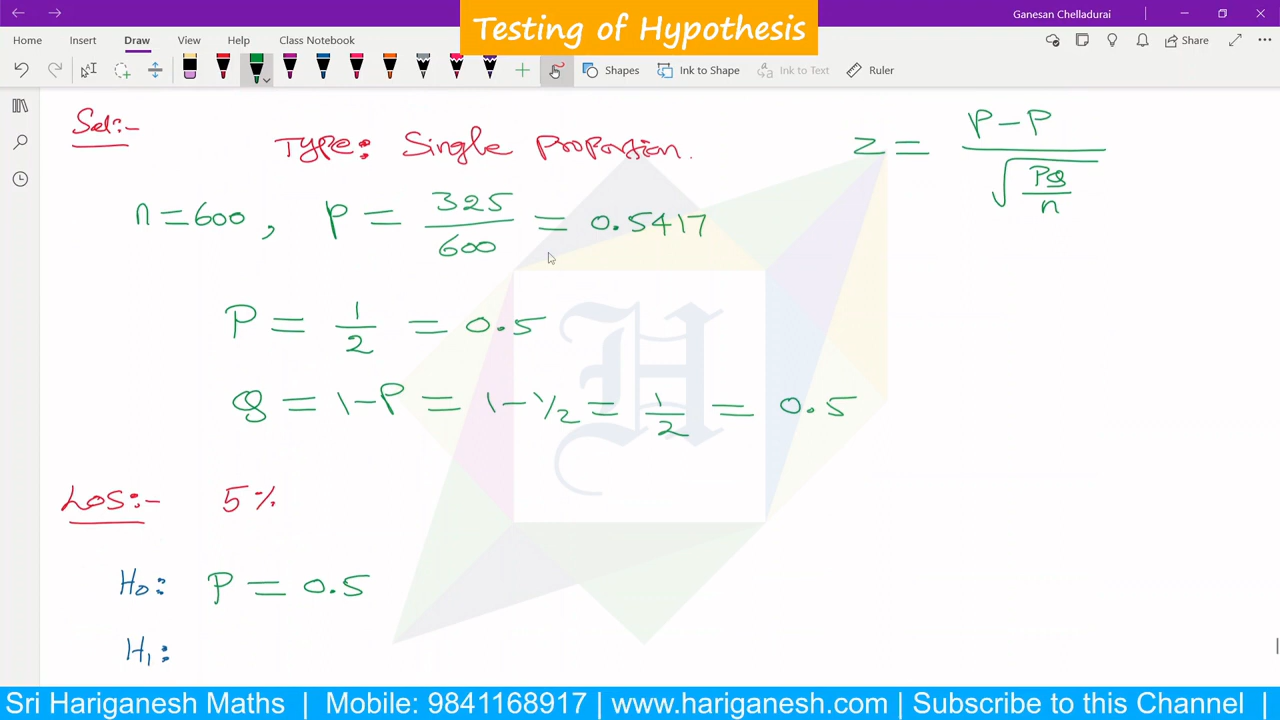 Testing of Hypothesis
Ganesan Chelladurai
Home Insert Draw View Help Class Notebook
Share
Shapes Ink to Shape Ink to Text Ruler
Sol:-
TYPE: Single Proportion.
z = p - P / √(PQ/n)
n = 600, p = 325/600 = 0.5417
P = 1/2 = 0.5
Q = 1 - P = 1 - 1/2 = 1/2 = 0.5
LOS:- 5%
H0: P = 0.5
H1:
H
Sri Hariganesh Maths | Mobile: 9841168917 | www.hariganesh.com | Subscribe to this Channel |